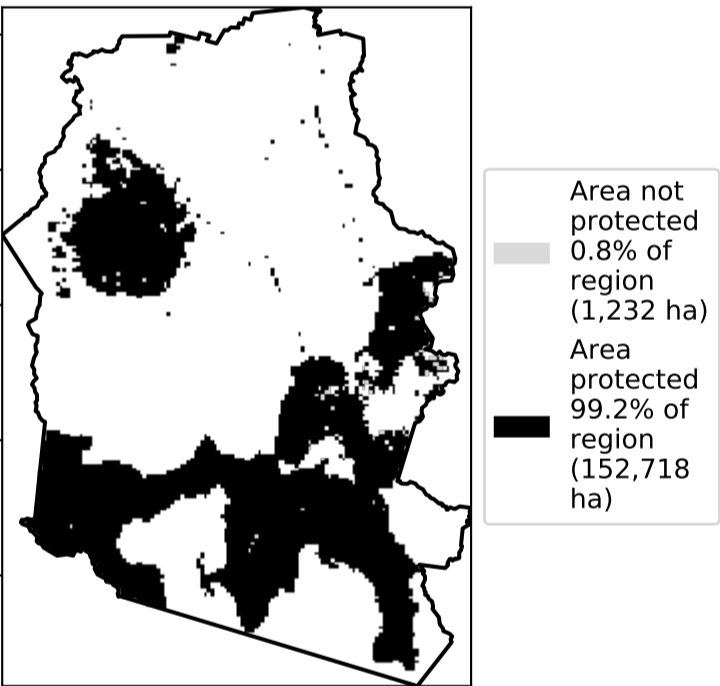 Area not
protected
0.8% of
region
(1,232 ha)
Area
protected
99.2% of
region
(152,718
ha)